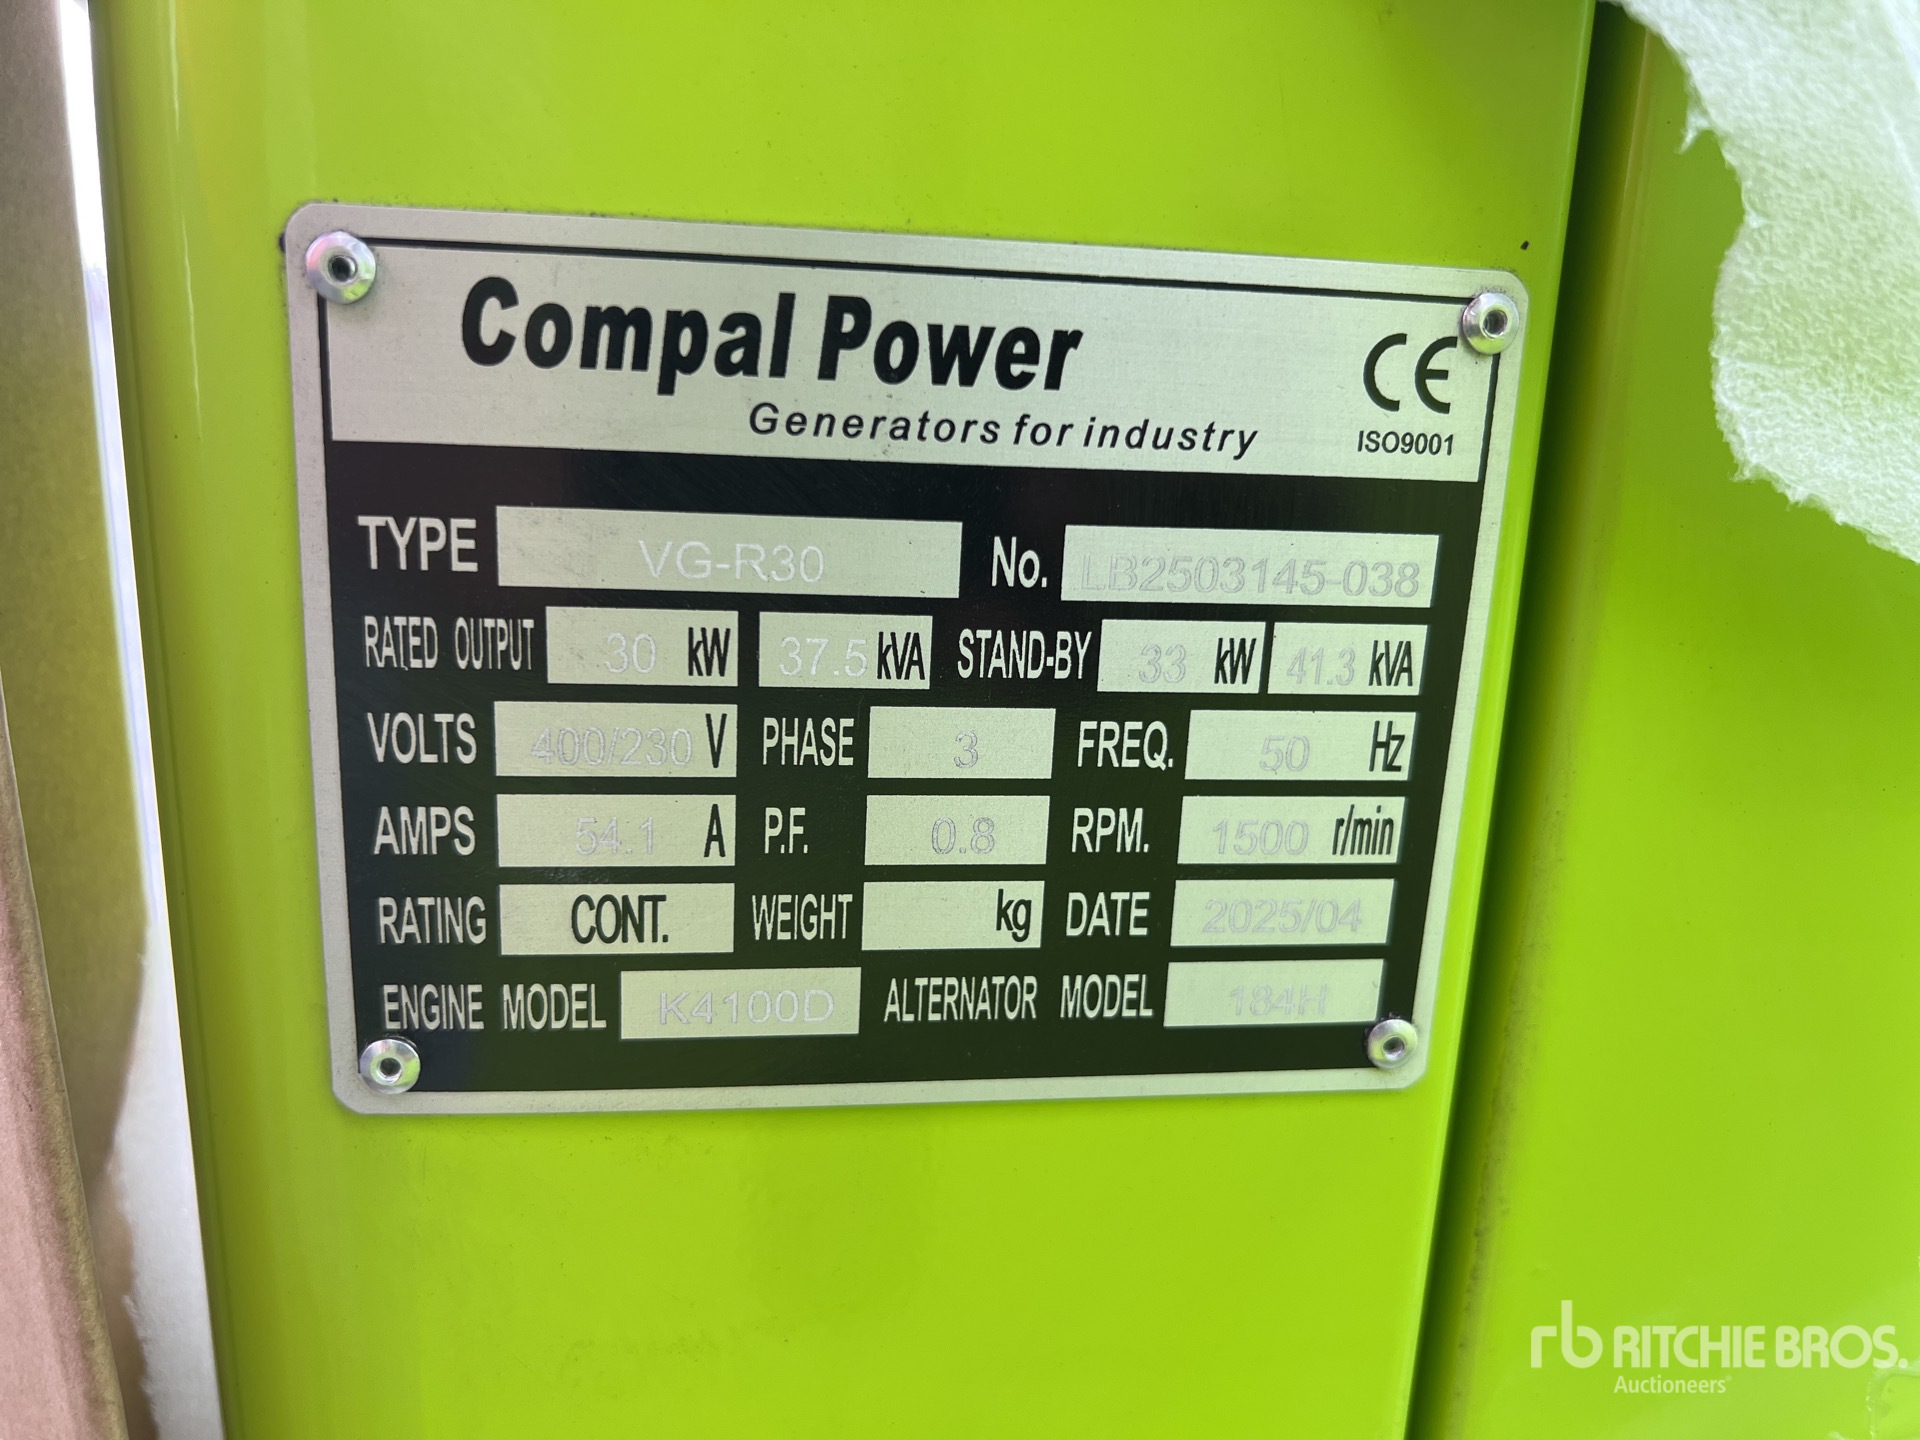 Compal Power
Generators for industry
CE
ISO9001
TYPE VG-R30 No. LB2503145-038
RATED OUTPUT 30 kW 37.5 kVA STAND-BY 33 kW 41.3 kVA
VOLTS 400/230 V PHASE 3 FREQ. 50 Hz
AMPS 54.1 A P.F. 0.8 RPM. 1500 r/min
RATING CONT. WEIGHT kg DATE 2025/04
ENGINE MODEL K4100D ALTERNATOR MODEL 184H
rb RITCHIE BROS.
Auctioneers